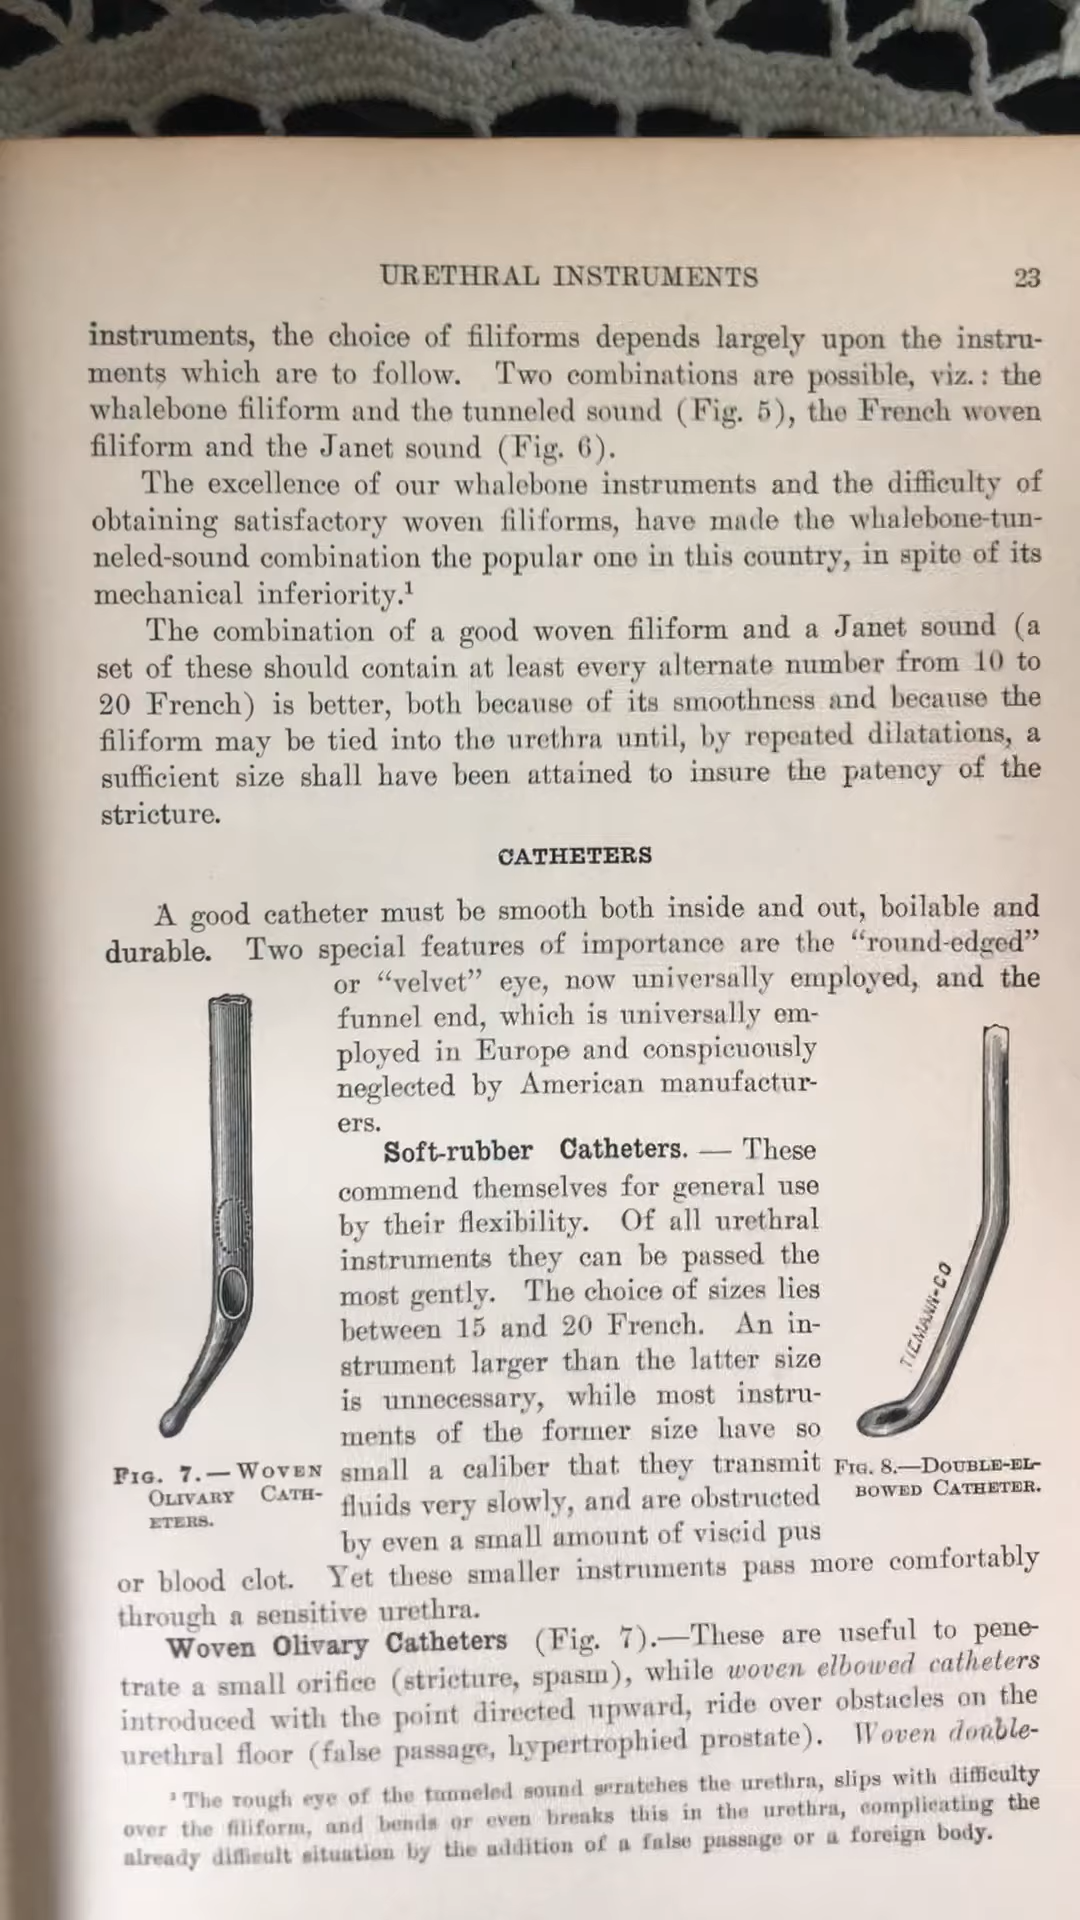 URETHRAL INSTRUMENTS 23
instruments, the choice of filiforms depends largely upon the instru-
ments which are to follow. Two combinations are possible, viz.: the
whalebone filiform and the tunneled sound (Fig. 5), the French woven
filiform and the Janet sound (Fig. 6).
The excellence of our whalebone instruments and the difficulty of
obtaining satisfactory woven filiforms, have made the whalebone-tun-
neled-sound combination the popular one in this country, in spite of its
mechanical inferiority.¹
The combination of a good woven filiform and a Janet sound (a
set of these should contain at least every alternate number from 10 to
20 French) is better, both because of its smoothness and because the
filiform may be tied into the urethra until, by repeated dilatations, a
sufficient size shall have been attained to insure the patency of the
stricture.
CATHETERS
A good catheter must be smooth both inside and out, boilable and
durable. Two special features of importance are the “round-edged”
or “velvet” eye, now universally employed, and the
funnel end, which is universally em-
ployed in Europe and conspicuously
neglected by American manufactur-
ers.
Soft-rubber Catheters. — These
commend themselves for general use
by their flexibility. Of all urethral
instruments they can be passed the
most gently. The choice of sizes lies
between 15 and 20 French. An in-
strument larger than the latter size
is unnecessary, while most instru-
ments of the former size have so
small a caliber that they transmit
fluids very slowly, and are obstructed
by even a small amount of viscid pus
or blood clot. Yet these smaller instruments pass more comfortably
through a sensitive urethra.
TIEMANN-CO
FIG. 7.—WOVEN
OLIVARY CATH-
ETERS.
FIG. 8.—DOUBLE-EL-
BOWED CATHETER.
Woven Olivary Catheters (Fig. 7).—These are useful to pene-
trate a small orifice (stricture, spasm), while woven elbowed catheters
introduced with the point directed upward, ride over obstacles on the
urethral floor (false passage, hypertrophied prostate). Woven double-
¹ The rough eye of the tunneled sound scratches the urethra, slips with difficulty
over the filiform, and bends or even breaks this in the urethra, complicating the
already difficult situation by the addition of a false passage or a foreign body.